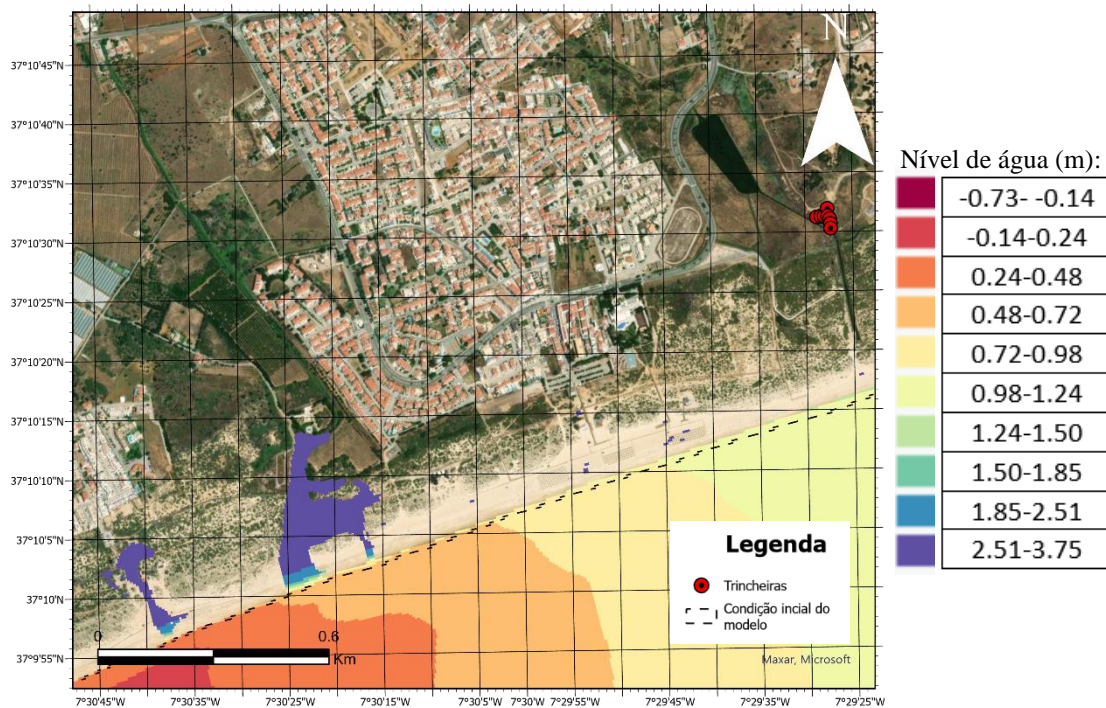 N
37°10'45"N
37°10'40"N
37°10'35"N
37°10'30"N
37°10'25"N
37°10'20"N
37°10'15"N
37°10'10"N
37°10'5"N
37°10'N
37°9'55"N
7°30'45"W
7°30'35"W
7°30'25"W
7°30'15"W
7°30'5"W
7°30'W
7°29'55"W
7°29'45"W
7°29'35"W
7°29'25"W
0
0.6
Km
Legenda
Trincheiras
Condição incial do
modelo
Maxar, Microsoft
Nível de água (m):
-0.73- -0.14
-0.14-0.24
0.24-0.48
0.48-0.72
0.72-0.98
0.98-1.24
1.24-1.50
1.50-1.85
1.85-2.51
2.51-3.75